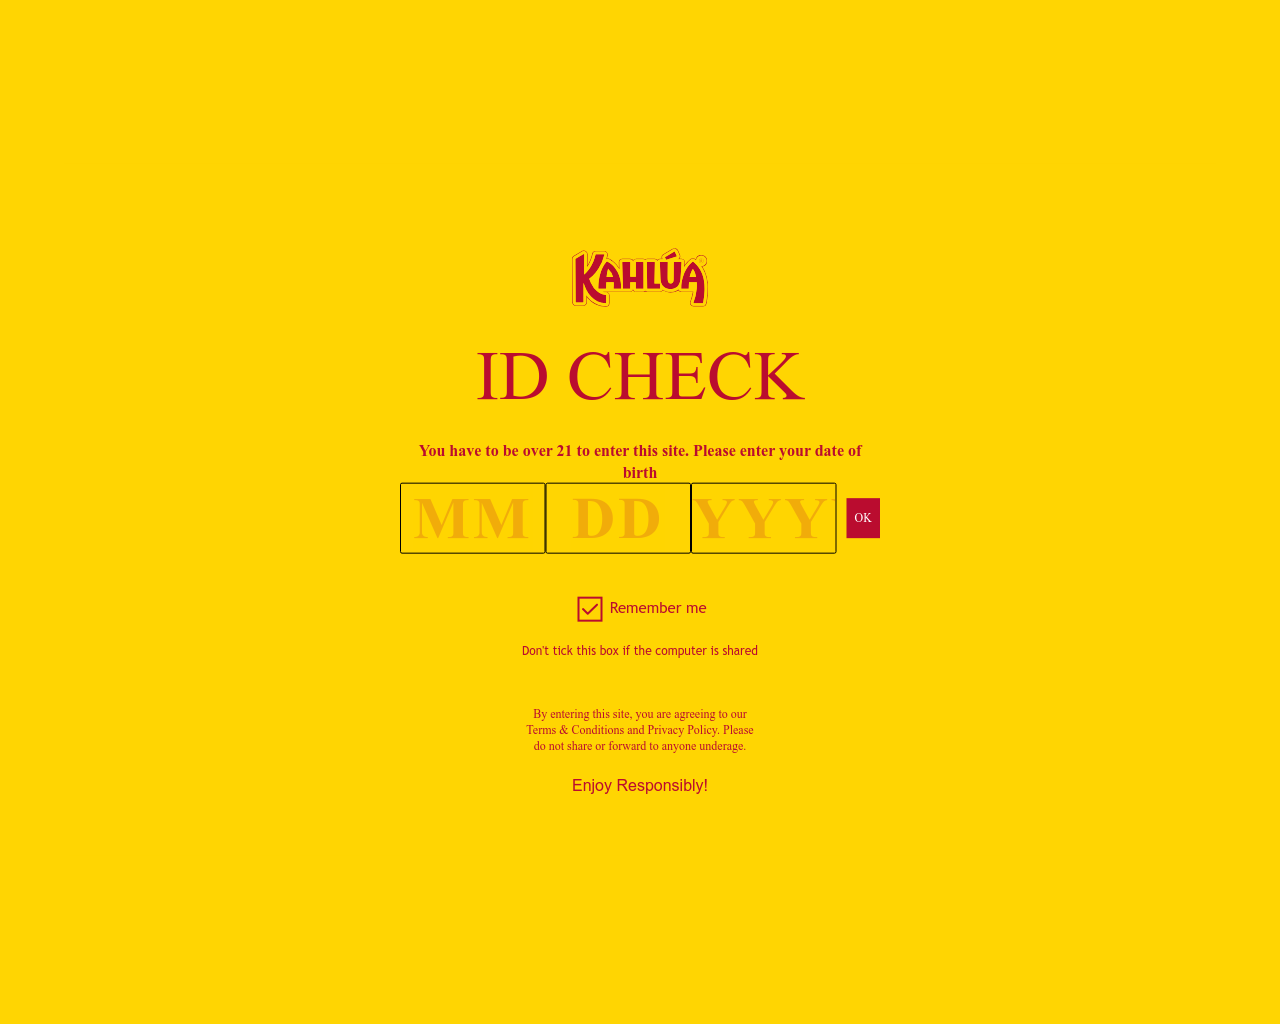 KAHLÚA
ID CHECK
You have to be over 21 to enter this site. Please enter your date of
birth
MM DD YYY OK
Remember me
Don't tick this box if the computer is shared
By entering this site, you are agreeing to our
Terms & Conditions and Privacy Policy. Please
do not share or forward to anyone underage.
Enjoy Responsibly!